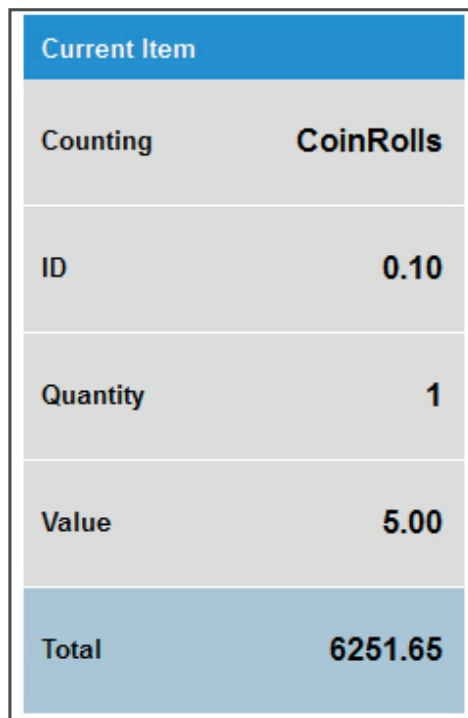 Current Item
Counting CoinRolls
ID 0.10
Quantity 1
Value 5.00
Total 6251.65